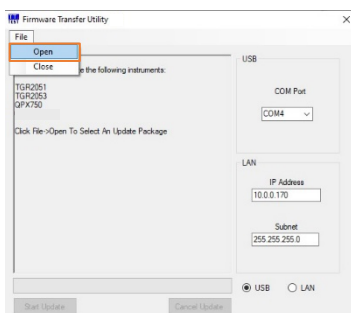 Firmware Transfer Utility
File
Open
Close
e the following instruments:
TGR2051
TGR2053
QPX750
Click File->Open To Select An Update Package
USB
COM Port
COM4
LAN
IP Address
10.0.0.170
Subnet
255.255.255.0
USB
LAN
Start Update
Cancel Update